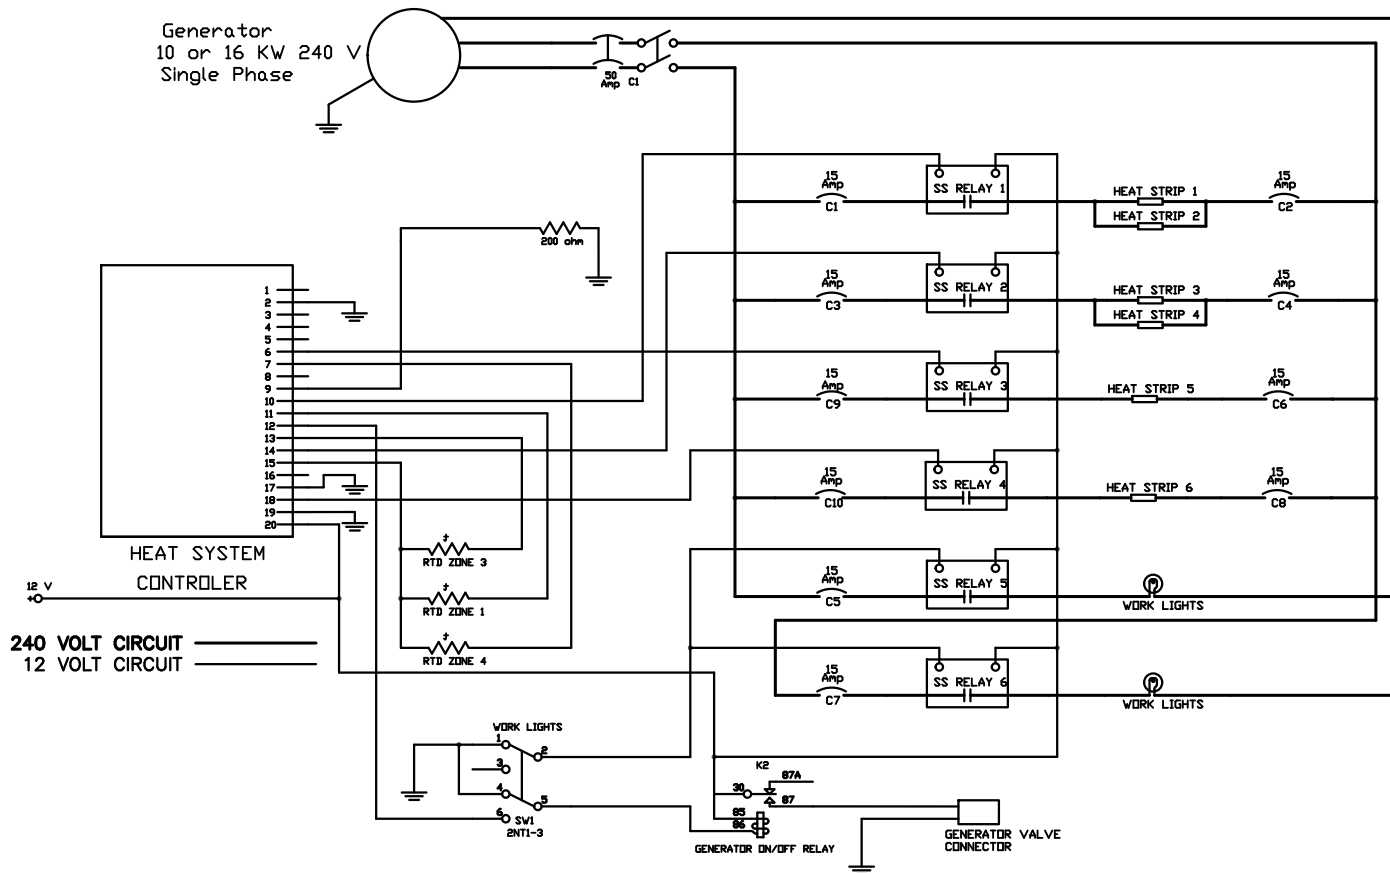 Generator
10 or 16 KW 240 V
Single Phase
50
Amp
C1
15
Amp
C1
SS RELAY 1
HEAT STRIP 1
HEAT STRIP 2
15
Amp
C2
200 ohm
15
Amp
C3
SS RELAY 2
HEAT STRIP 3
HEAT STRIP 4
15
Amp
C4
15
Amp
C9
SS RELAY 3
HEAT STRIP 5
15
Amp
C6
15
Amp
C10
SS RELAY 4
HEAT STRIP 6
15
Amp
C8
15
Amp
C5
SS RELAY 5
WORK LIGHTS
15
Amp
C7
SS RELAY 6
WORK LIGHTS
1
2
3
4
5
6
7
8
9
10
11
12
13
14
15
16
17
18
19
20
HEAT SYSTEM
CONTROLER
12 V
+
RTD ZONE 3
RTD ZONE 1
RTD ZONE 4
240 VOLT CIRCUIT
12 VOLT CIRCUIT
WORK LIGHTS
1
2
3
4
5
6
SW1
2NT1-3
K2
87A
30
87
85
86
GENERATOR ON/OFF RELAY
GENERATOR VALVE
CONNECTOR